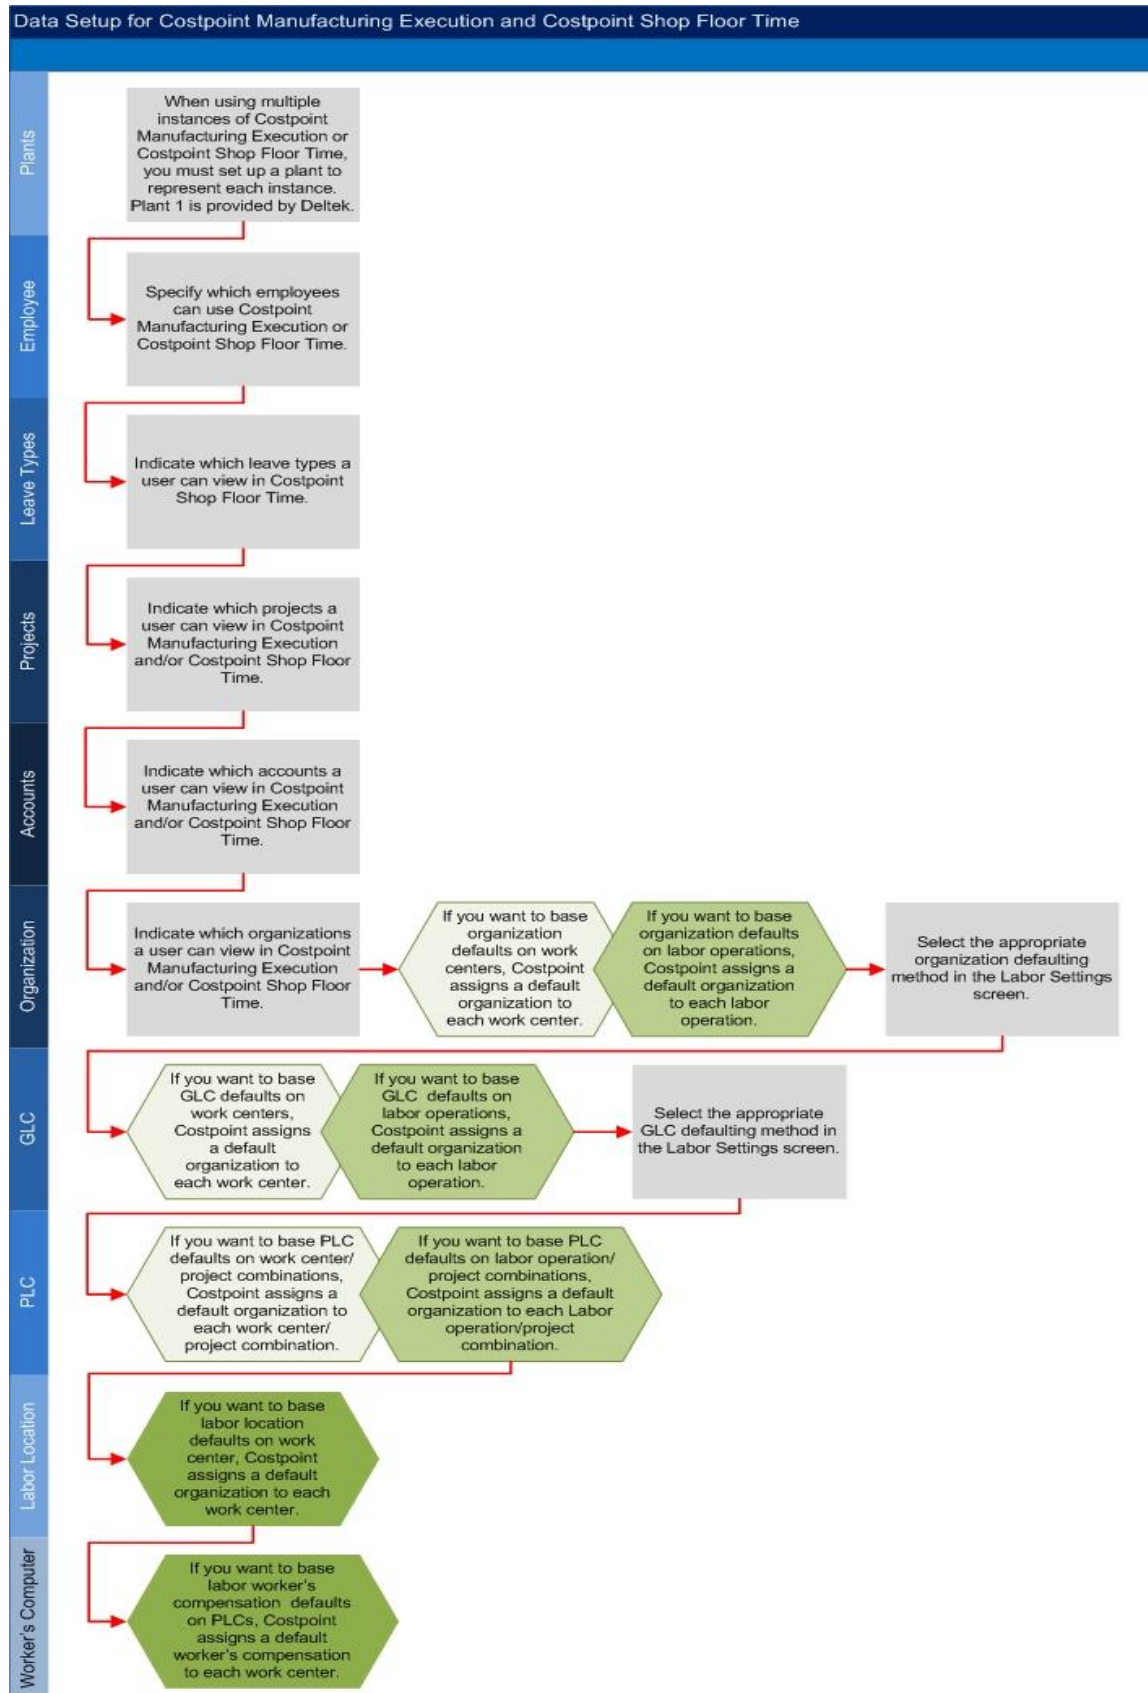 Data Setup for Costpoint Manufacturing Execution and Costpoint Shop Floor Time
Plants
When using multiple
instances of Costpoint
Manufacturing Execution or
Costpoint Shop Floor Time,
you must set up a plant to
represent each instance.
Plant 1 is provided by Deltek.
Employee
Specify which employees
can use Costpoint
Manufacturing Execution or
Costpoint Shop Floor Time.
Leave Types
Indicate which leave types a
user can view in Costpoint
Shop Floor Time.
Projects
Indicate which projects a
user can view in Costpoint
Manufacturing Execution
and/or Costpoint Shop Floor
Time.
Accounts
Indicate which accounts a
user can view in Costpoint
Manufacturing Execution
and/or Costpoint Shop Floor
Time.
Organization
Indicate which organizations
a user can view in Costpoint
Manufacturing Execution
and/or Costpoint Shop Floor
Time.
If you want to base
organization
defaults on work
centers, Costpoint
assigns a default
organization to
each work center.
If you want to base
organization defaults
on labor operations,
Costpoint assigns a
default organization
to each labor
operation.
Select the appropriate
organization defaulting
method in the Labor Settings
screen.
GLC
If you want to base
GLC defaults on
work centers,
Costpoint assigns
a default
organization to
each work center.
If you want to base
GLC  defaults on
labor operations,
Costpoint assigns a
default organization
to each labor
operation.
Select the appropriate
GLC defaulting method in
the Labor Settings screen.
PLC
If you want to base PLC
defaults on work center/
project combinations,
Costpoint assigns a
default organization to
each work center/
project combination.
If you want to base PLC
defaults on labor operation/
project combinations,
Costpoint assigns a default
organization to each Labor
operation/project
combination.
Labor Location
If you want to base
labor location
defaults on work
center, Costpoint
assigns a default
organization to each
work center.
Worker's Computer
If you want to base
labor worker's
compensation  defaults
on PLCs, Costpoint
assigns a default
worker's compensation
to each work center.